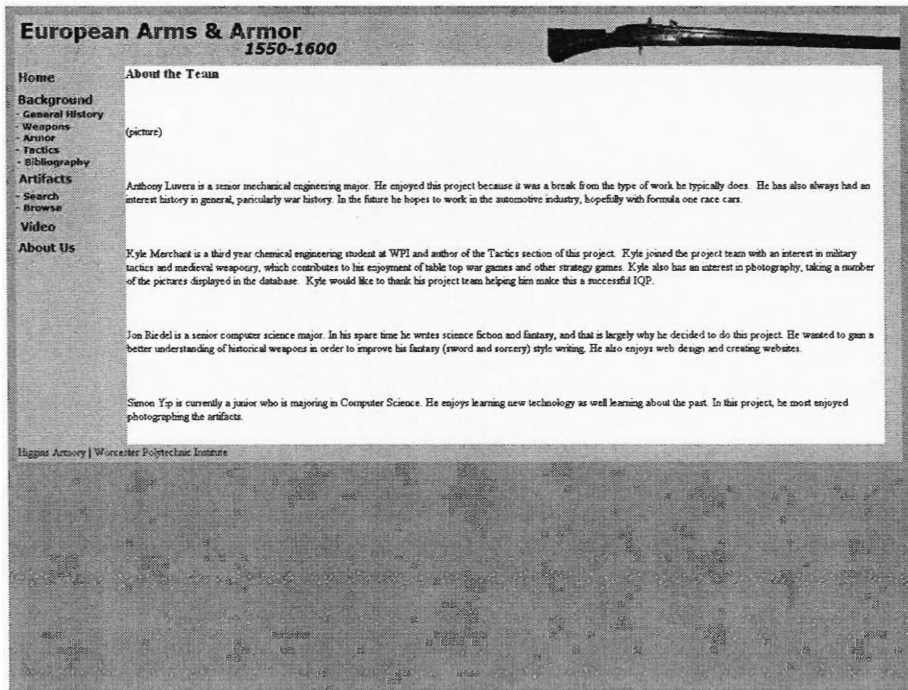 European Arms & Armor
1550-1600
Home
Background
- General History
- Weapons
- Armor
- Tactics
- Bibliography
Artifacts
- Search
- Browse
Video
About Us
About the Team
(picture)
Anthony Luvera is a senior mechanical engineering major. He enjoyed this project because it was a break from the type of work he typically does. He has also always had an
interest history in general, paricularly war history. In the future he hopes to work in the automotive industry, hopefully with formula one race cars.
Kyle Merchant is a third year chemical engineering student at WPI and author of the Tactics section of this project. Kyle joined the project team with an interest in military
tactics and medieval weaponry, which contributes to his enjoyment of table top war games and other strategy games. Kyle also has an interest in photography, taking a number
of the pictures displayed in the database. Kyle would like to thank his project team helping him make this a successful IQP.
Jon Riedel is a senior computer science major. In his spare time he writes science fiction and fantasy, and that is largely why he decided to do this project. He wanted to gain a
better understanding of historical weapons in order to improve his fantasy (sword and sorcery) style writing. He also enjoys web design and creating websites.
Simon Yip is currently a junior who is majoring in Computer Science. He enjoys learning new technology as well learning about the past. In this project, he most enjoyed
photographing the artifacts.
Higgins Armory | Worcester Polytechnic Institute